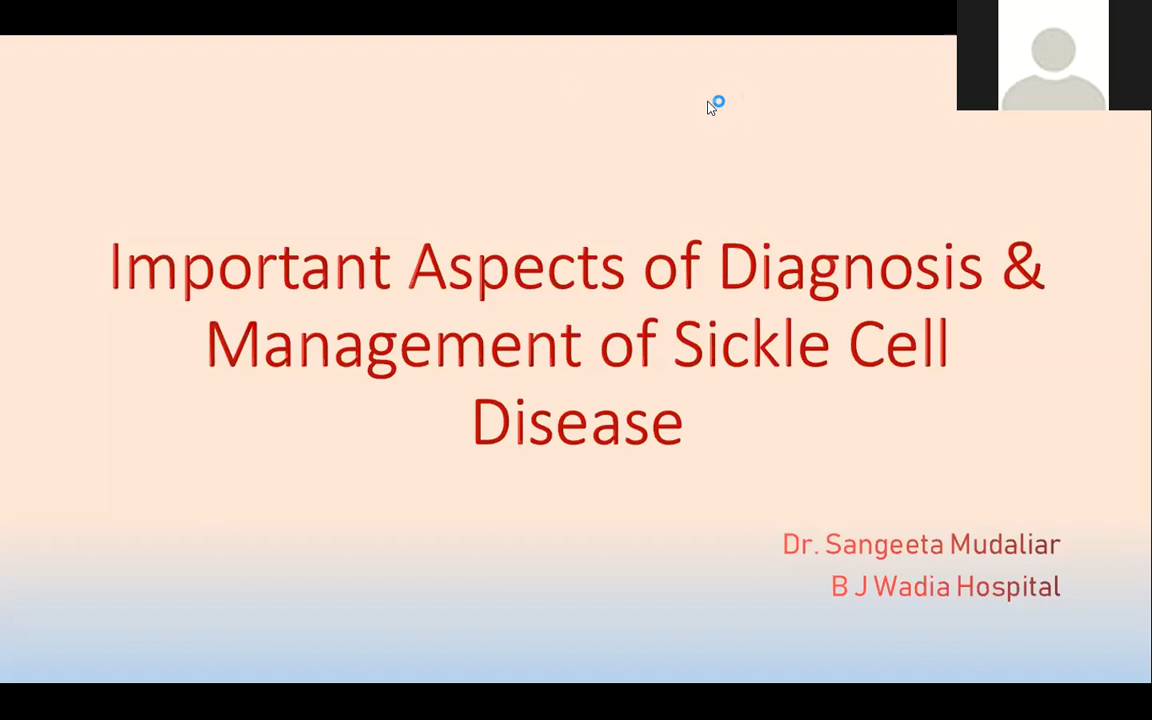 Important Aspects of Diagnosis &
Management of Sickle Cell
Disease
Dr. Sangeeta Mudaliar
B J Wadia Hospital